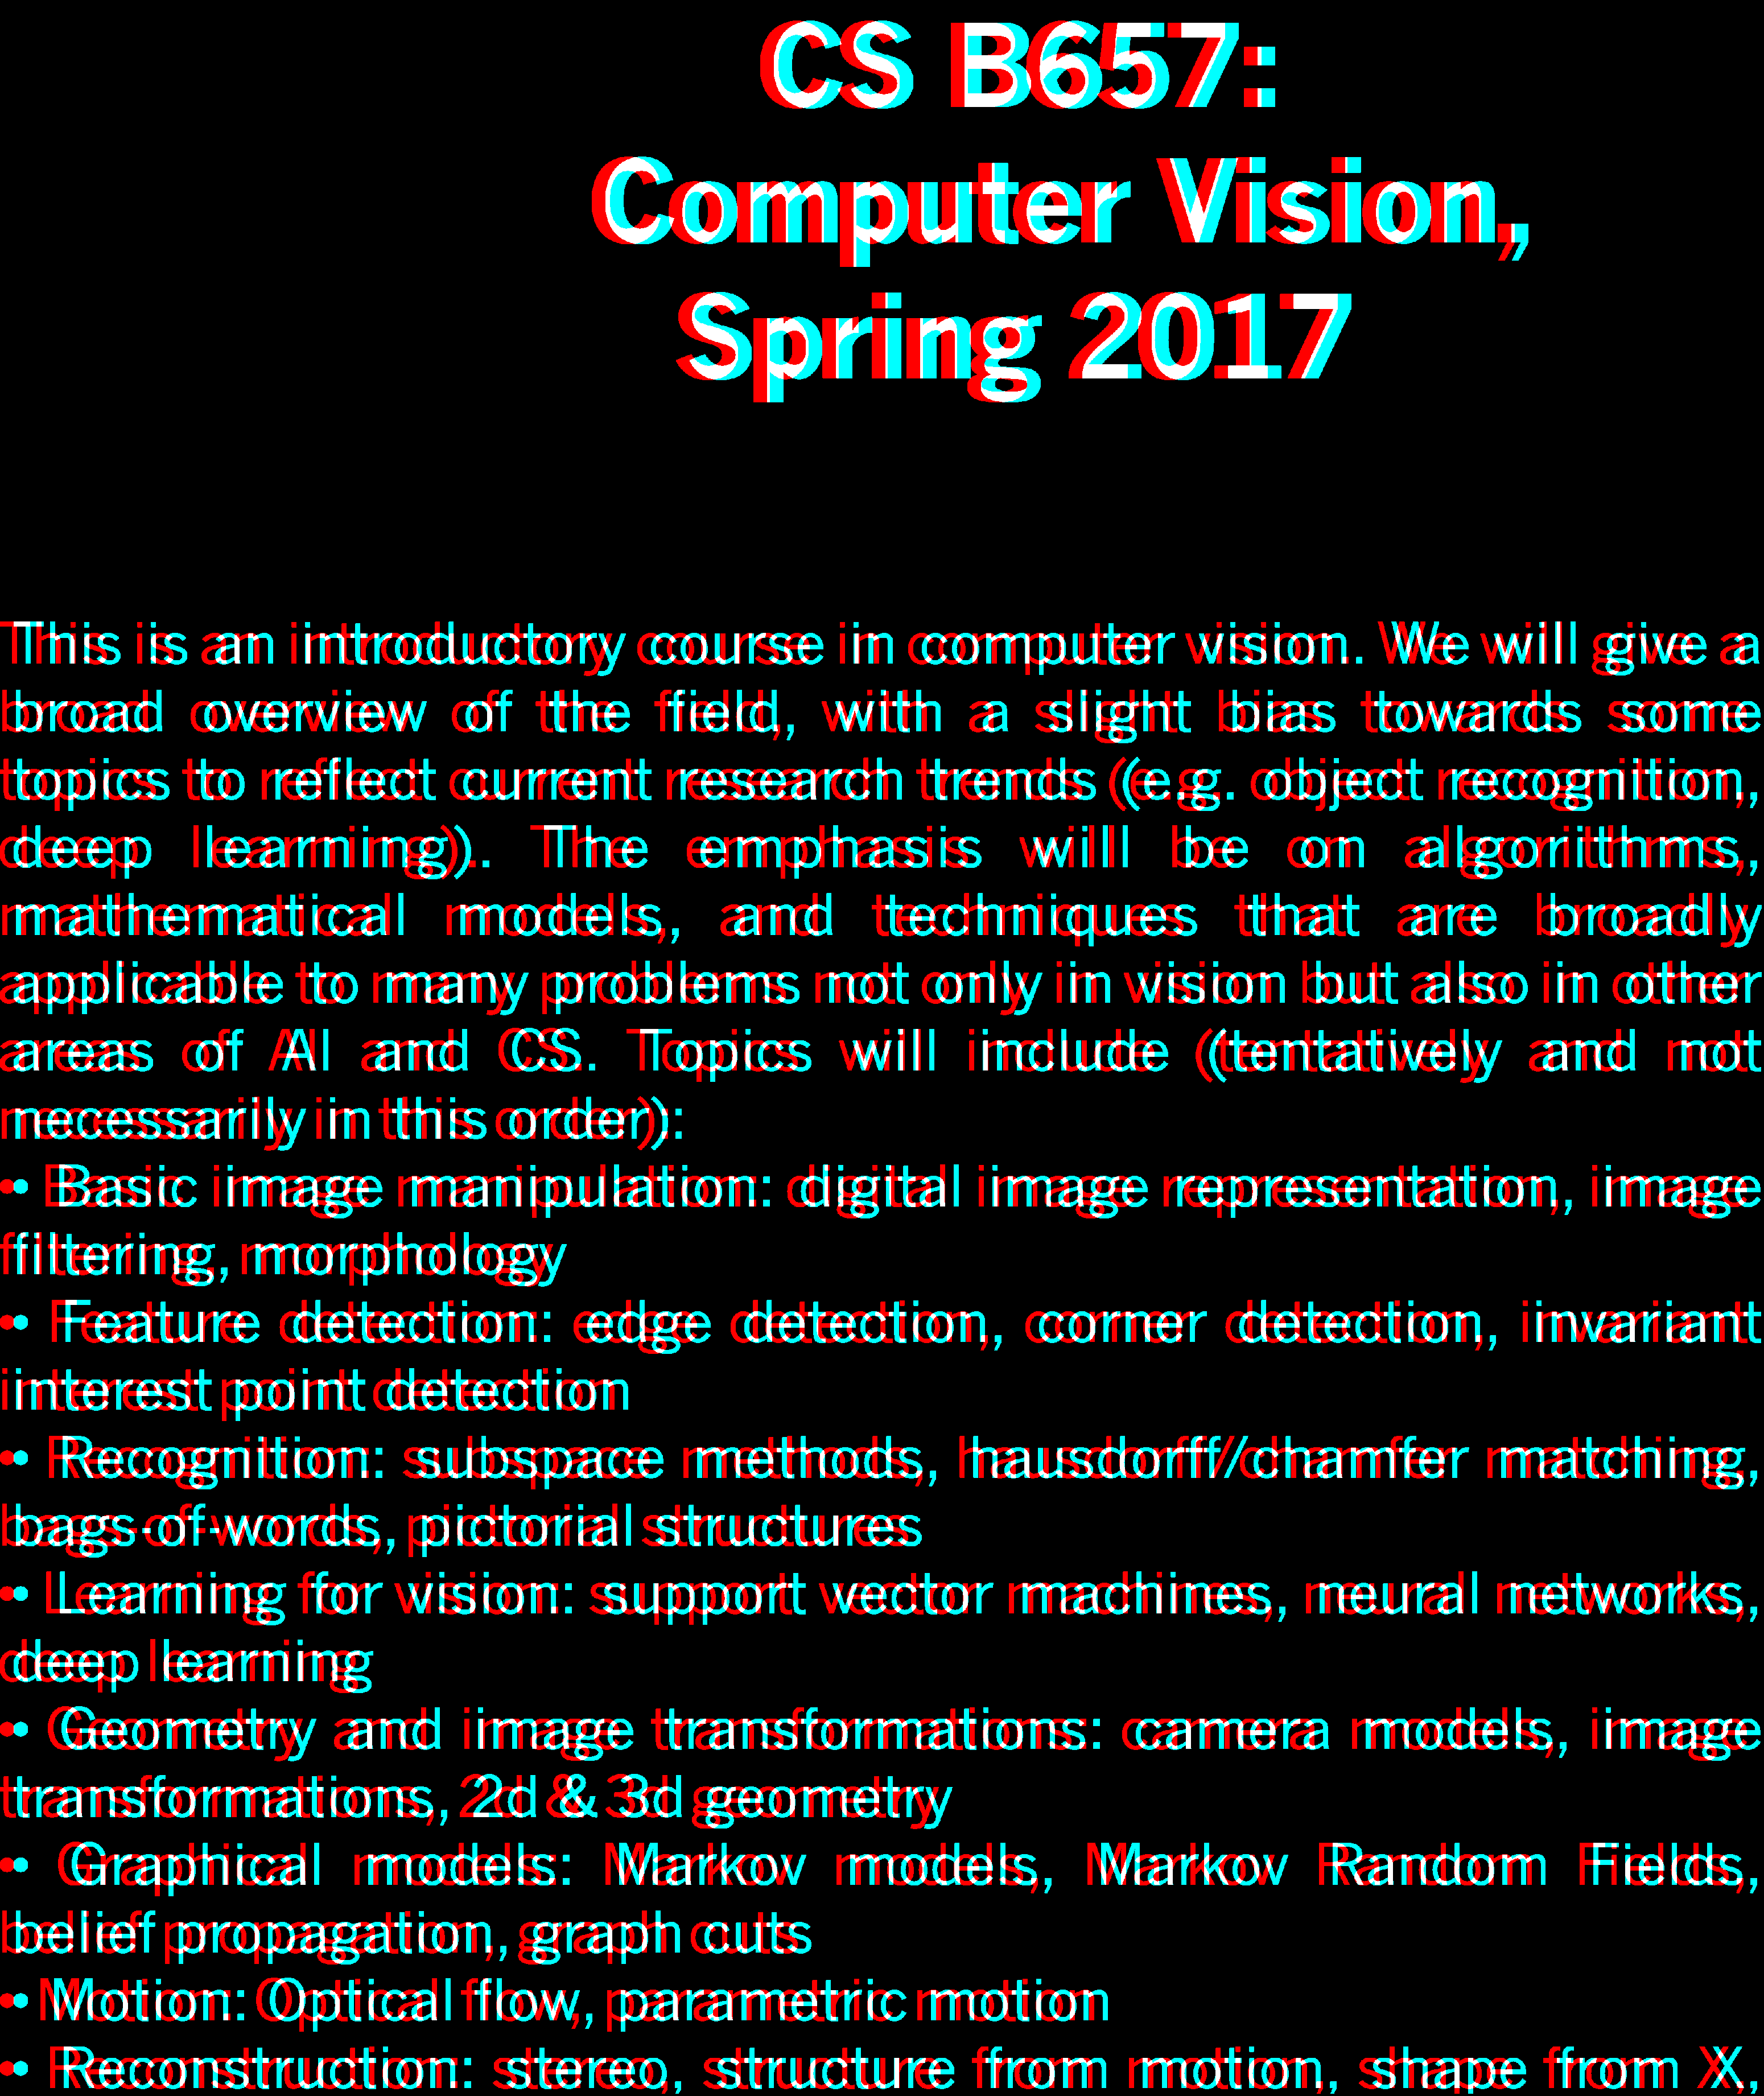 CS B657:
Computer Vision,
Spring 2017
This is an introductory course in computer vision. We will give a
broad overview of the field, with a slight bias towards some
topics to reflect current research trends (e.g. object recognition,
deep learning). The emphasis will be on algorithms,
mathematical models, and techniques that are broadly
applicable to many problems not only in vision but also in other
areas of AI and CS. Topics will include (tentatively and not
necessarily in this order):
• Basic image manipulation: digital image representation, image
filtering, morphology
• Feature detection: edge detection, corner detection, invariant
interest point detection
• Recognition: subspace methods, hausdorff/chamfer matching,
bags-of-words, pictorial structures
• Learning for vision: support vector machines, neural networks,
deep learning
• Geometry and image transformations: camera models, image
transformations, 2d & 3d geometry
• Graphical models: Markov models, Markov Random Fields,
belief propagation, graph cuts
• Motion: Optical flow, parametric motion
• Reconstruction: stereo, structure from motion, shape from X,